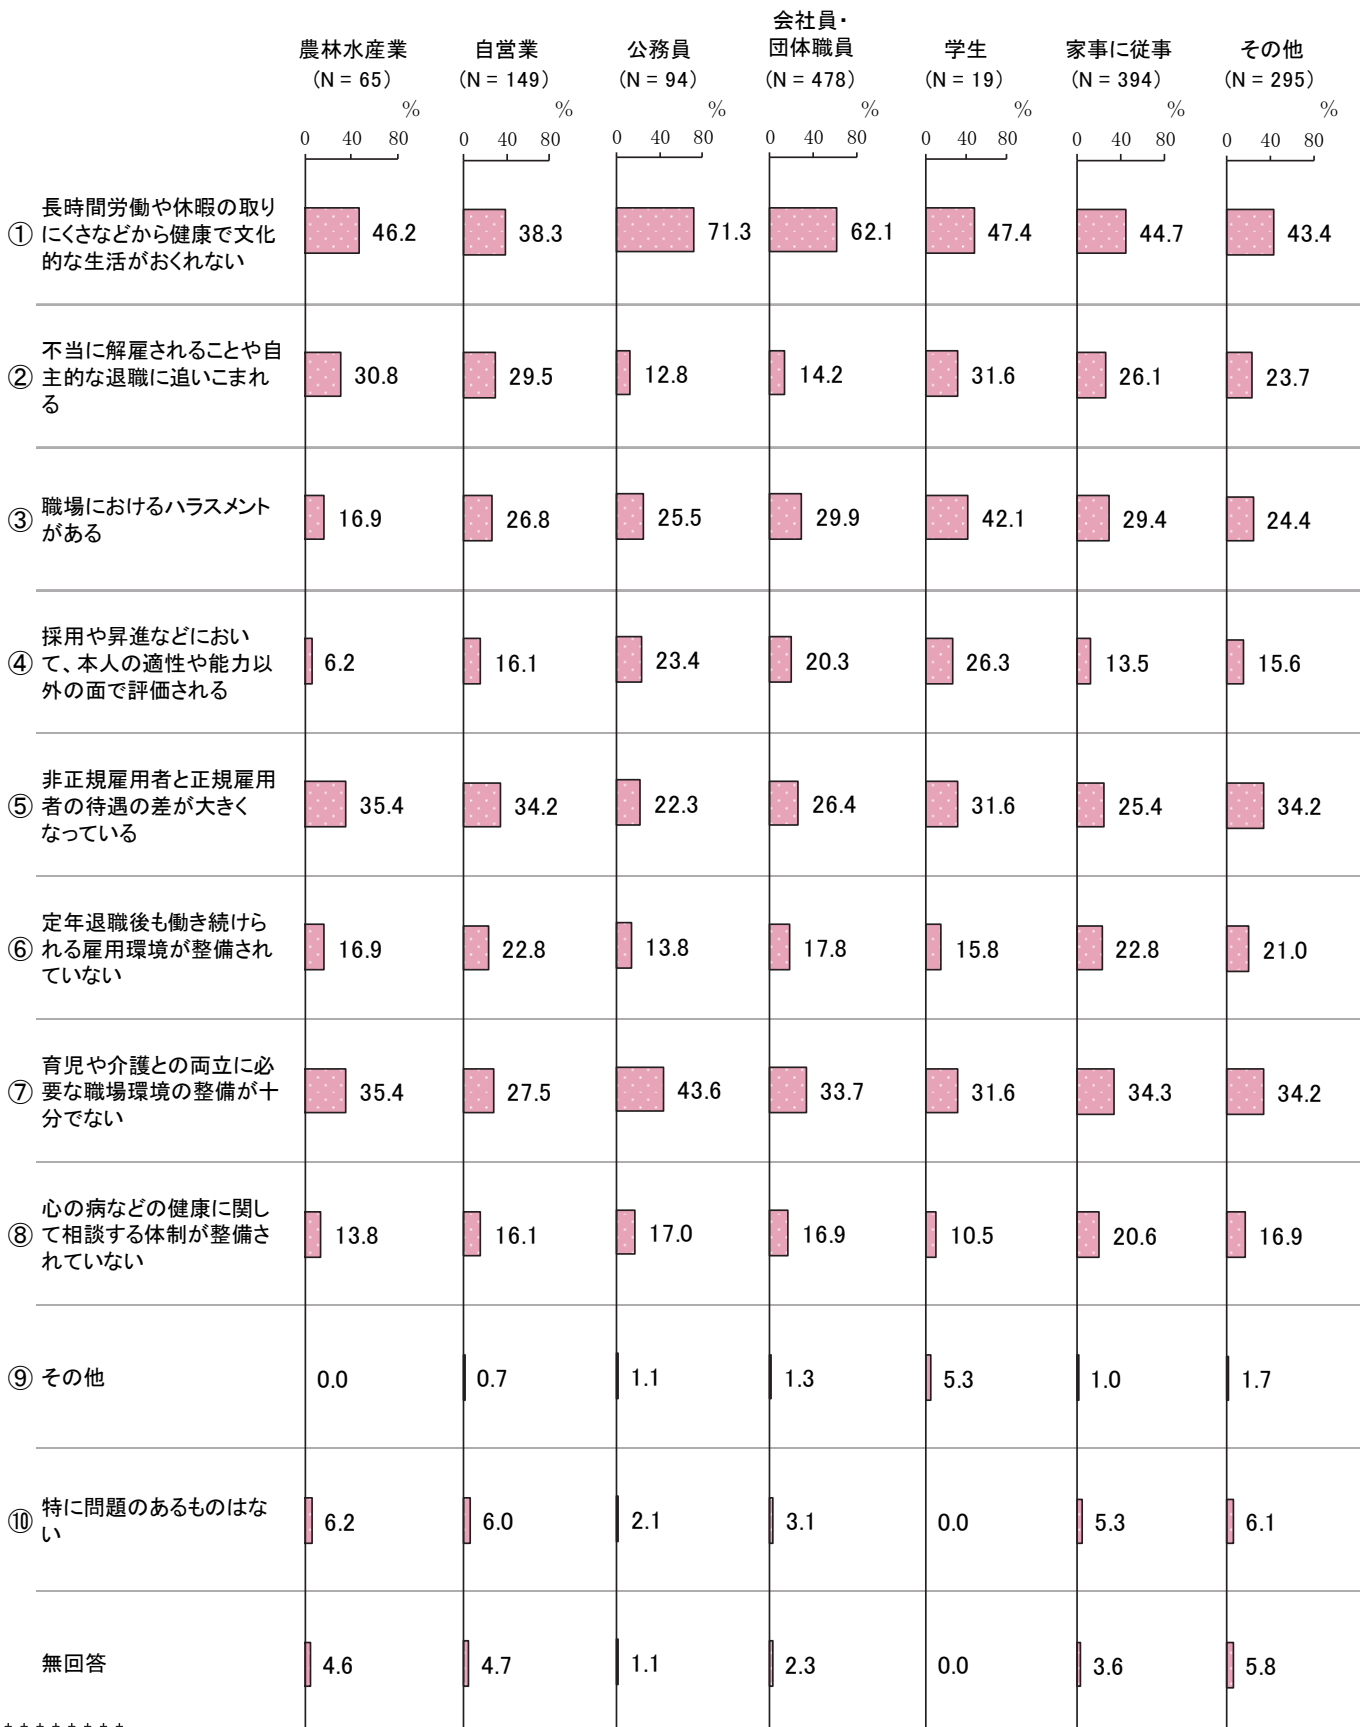 会社員・
農林水産業 自営業 公務員 団体職員 学生 家事に従事 その他
（N = 65） （N = 149） （N = 94） （N = 478） （N = 19） （N = 394） （N = 295）
% % % % % % %
0 40 80 0 40 80 0 40 80 0 40 80 0 40 80 0 40 80 0 40 80
長時間労働や休暇の取り
① にくさなどから健康で文化 46.2 38.3 71.3 62.1 47.4 44.7 43.4
的な生活がおくれない
不当に解雇されることや自
② 主的な退職に追いこまれ 30.8 29.5 12.8 14.2 31.6 26.1 23.7
る
③ 職場におけるハラスメント 16.9 26.8 25.5 29.9 42.1 29.4 24.4
がある
採用や昇進などにおい
④ て、本人の適性や能力以 6.2 16.1 23.4 20.3 26.3 13.5 15.6
外の面で評価される
非正規雇用者と正規雇用
⑤ 者の待遇の差が大きく 35.4 34.2 22.3 26.4 31.6 25.4 34.2
なっている
定年退職後も働き続けら
⑥ れる雇用環境が整備され 16.9 22.8 13.8 17.8 15.8 22.8 21.0
ていない
育児や介護との両立に必
⑦ 要な職場環境の整備が十 35.4 27.5 43.6 33.7 31.6 34.3 34.2
分でない
心の病などの健康に関し
⑧ て相談する体制が整備さ 13.8 16.1 17.0 16.9 10.5 20.6 16.9
れていない
⑨ その他 0.0 0.7 1.1 1.3 5.3 1.0 1.7
⑩ 特に問題のあるものはな 6.2 6.0 2.1 3.1 0.0 5.3 6.1
い
無回答 4.6 4.7 1.1 2.3 0.0 3.6 5.8